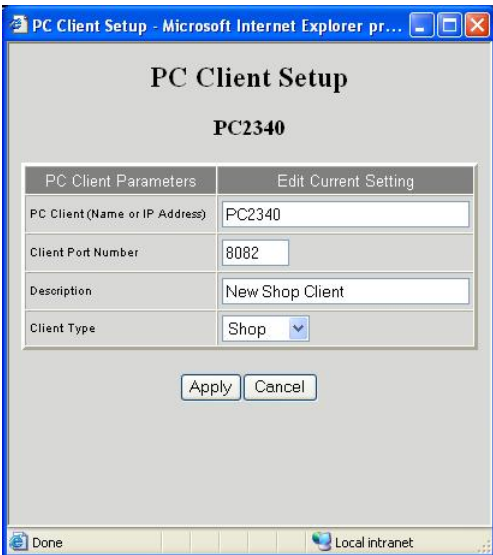 PC Client Setup - Microsoft Internet Explorer pr...
PC Client Setup
PC2340
PC Client Parameters Edit Current Setting
PC Client (Name or IP Address) PC2340
Client Port Number 8082
Description New Shop Client
Client Type Shop
Apply Cancel
Done Local intranet